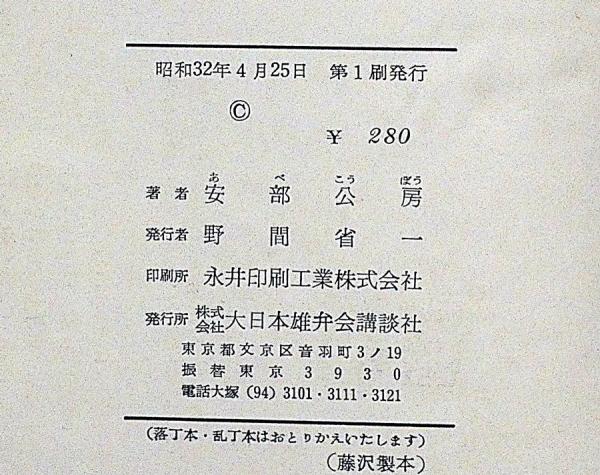 昭和32年4月25日 第1刷発行
©
¥ 280
あ べ こう ぼう
著者 安部公房
発行者 野間省一
印刷所 永井印刷工業株式会社
発行所 株式会社大日本雄弁会講談社
東京都文京区音羽町3ノ19
振替東京3930
電話大塚(94)3101・3111・3121
(落丁本・乱丁本はおとりかえいたします)
(藤沢製本)